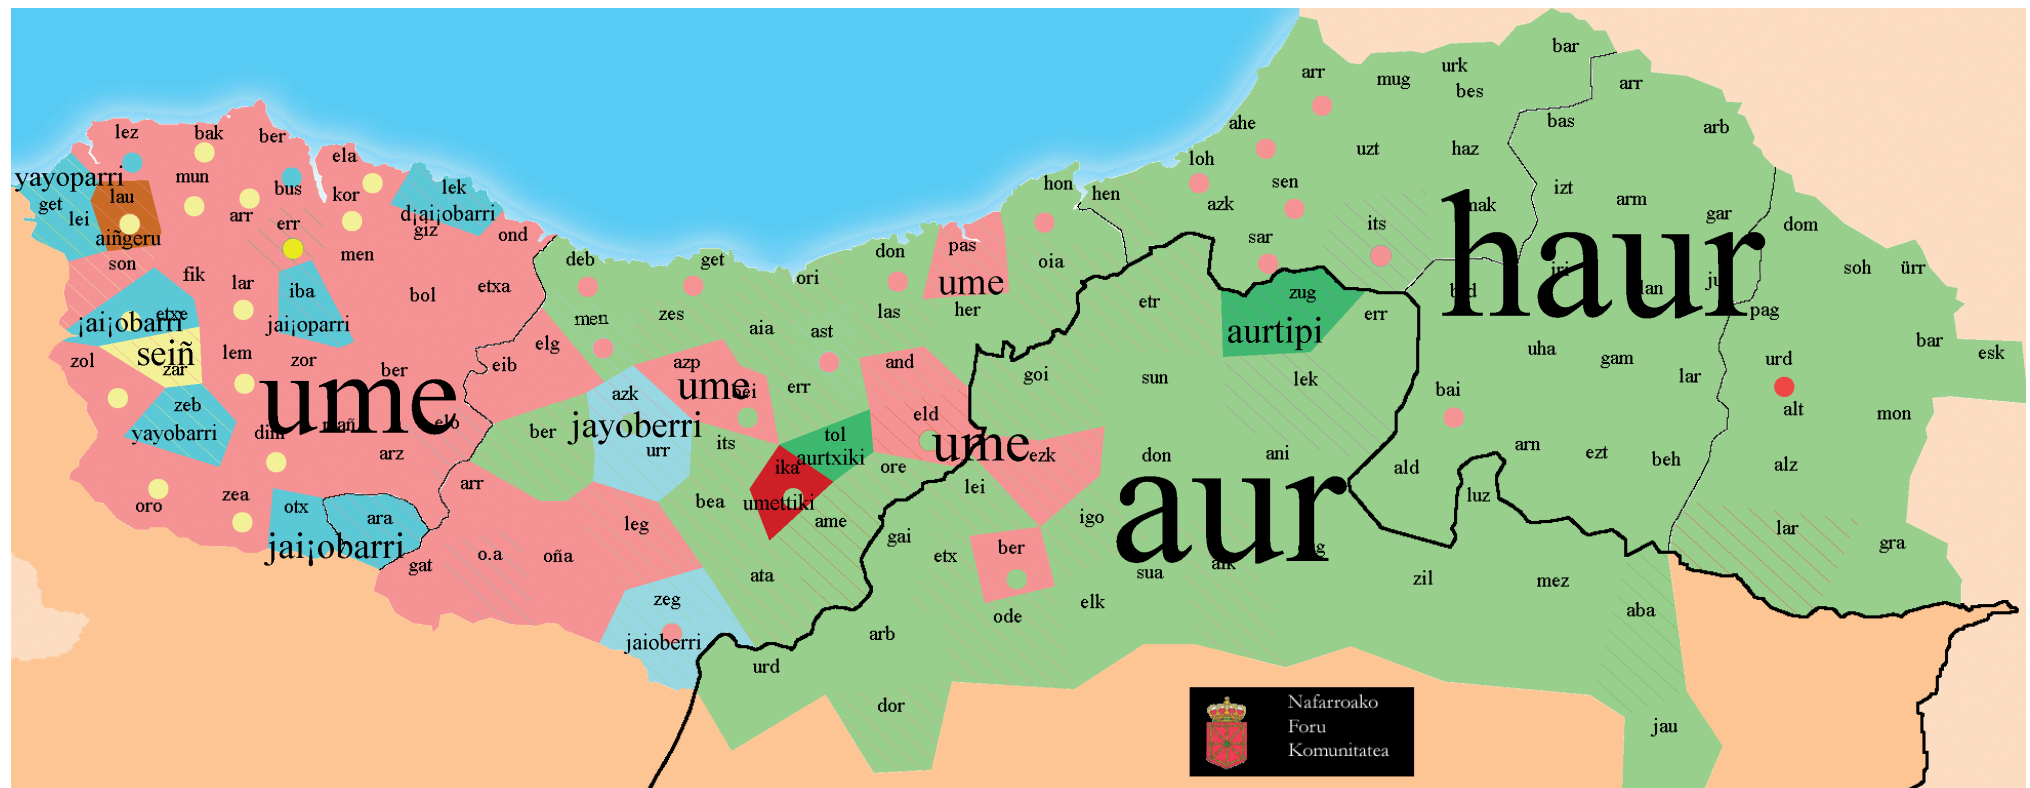 bar
urk
arr
mug
bes
arr
bas
arb
ahe
lez
bak
ber
ela
uzt
haz
loh
mun
yayoparri
lau
bus
kor
lek
hon
hen
sen
izt
get
lei
arr
err
d¡ai¡obarri
giz
azk
mak
arm
gar
aiñgeru
ond
pas
its
haur
dom
sar
son
fik
men
deb
get
don
oia
soh
ürr
lar
iba
bol
etxa
ori
ume
her
las
etr
zug
err
pag
¡ai¡obarri
etxe
jai¡oparri
men
zes
aia
ast
aurtipi
seiñ
zar
zol
lem
zor
ber
elg
eib
azp
and
goi
sun
lek
uha
gam
lar
bar
esk
urd
ume
ume
bei
err
bai
zeb
azk
jayoberri
eld
alt
mon
yayobarri
dim
mañ
elo
ber
urr
its
tol
aurtxiki
ume
ezk
don
ani
arn
ezt
beh
arz
ika
ore
ald
alz
arr
umettiki
bea
lei
luz
aur
oro
zea
otx
ara
leg
ame
gai
igo
lar
jai¡obarri
gat
o.a
oña
ata
etx
ber
sua
zil
mez
gra
zeg
elk
ode
aba
jaioberri
urd
arb
dor
jau
Nafarroako
Foru
Komunitatea